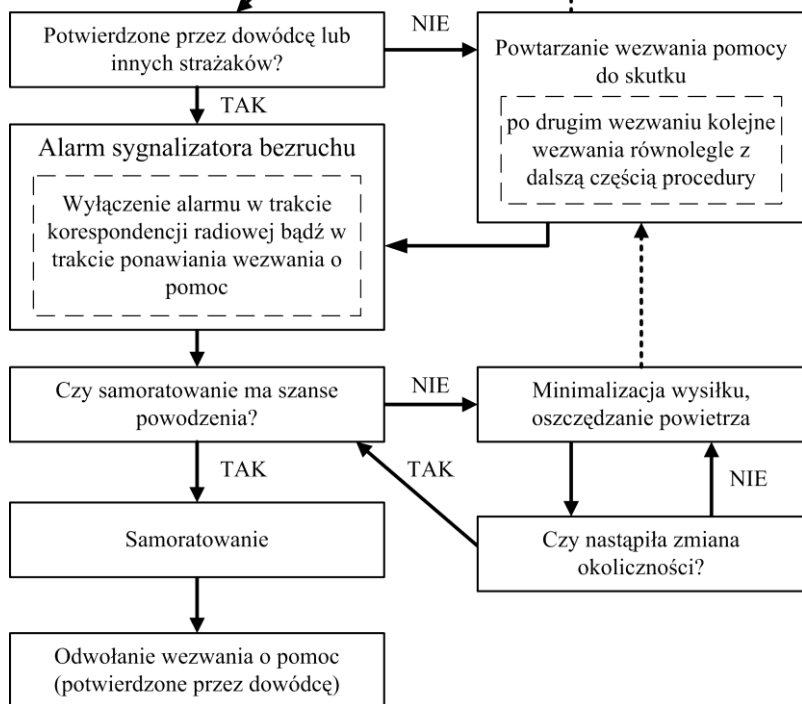 Potwierdzone przez dowódcę lub
innych strażaków?
NIE
Powtarzanie wezwania pomocy
do skutku
po drugim wezwaniu kolejne
wezwania równolegle z
dalszą częścią procedury
TAK
Alarm sygnalizatora bezruchu
Wyłączenie alarmu w trakcie
korespondencji radiowej bądź w
trakcie ponawiania wezwania o
pomoc
Czy samoratowanie ma szanse
powodzenia?
NIE
Minimalizacja wysiłku,
oszczędzanie powietrza
TAK
TAK
NIE
Samoratowanie
Czy nastąpiła zmiana
okoliczności?
Odwołanie wezwania o pomoc
(potwierdzone przez dowódcę)